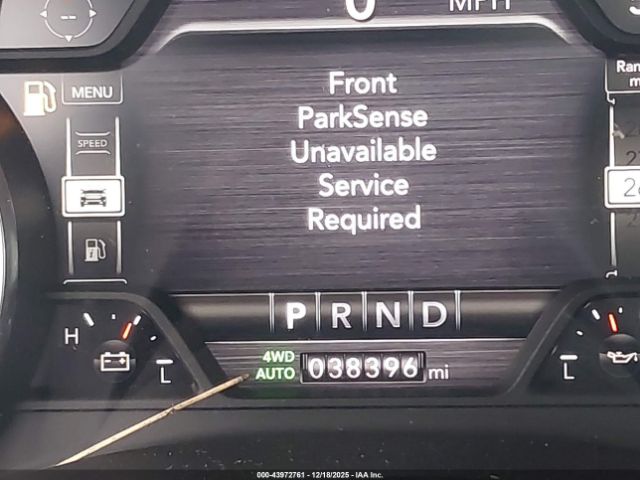 0 MPH
MENU
Front
ParkSense
Unavailable
Service
Required
SPEED
P R N D
H
L
4WD
AUTO
038396 mi
L
000-43972761 - 12/18/2025 - IAA Inc.